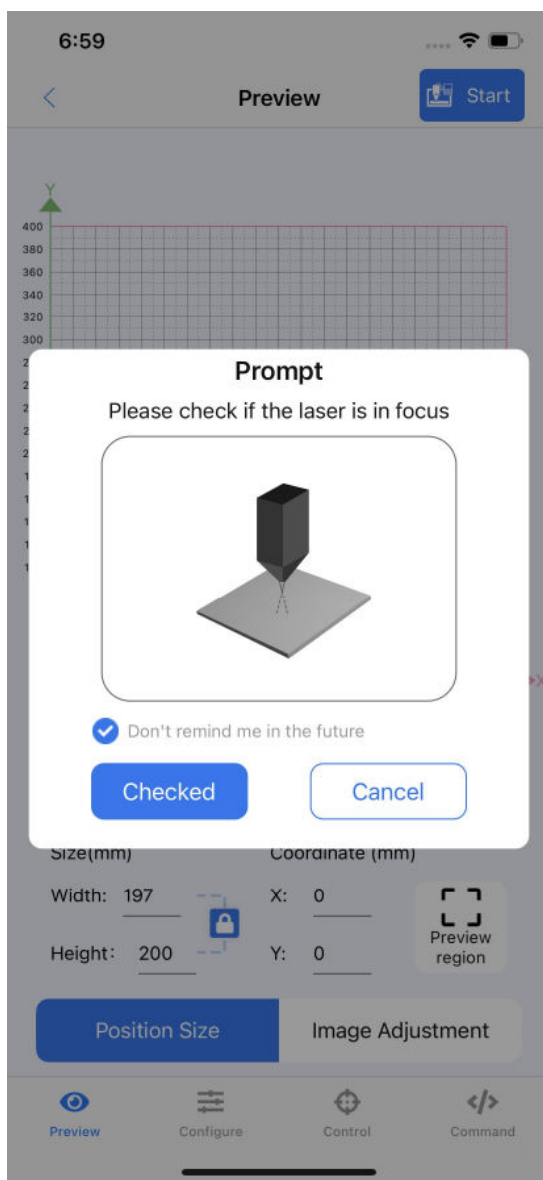 6:59
Preview
Start
Y
400
380
360
340
320
300
Prompt
Please check if the laser is in focus
Don't remind me in the future
Checked
Cancel
X
Size(mm)
Coordinate (mm)
Width: 197
X: 0
Height: 200
Y: 0
Preview
region
Position Size
Image Adjustment
Preview
Configure
Control
Command